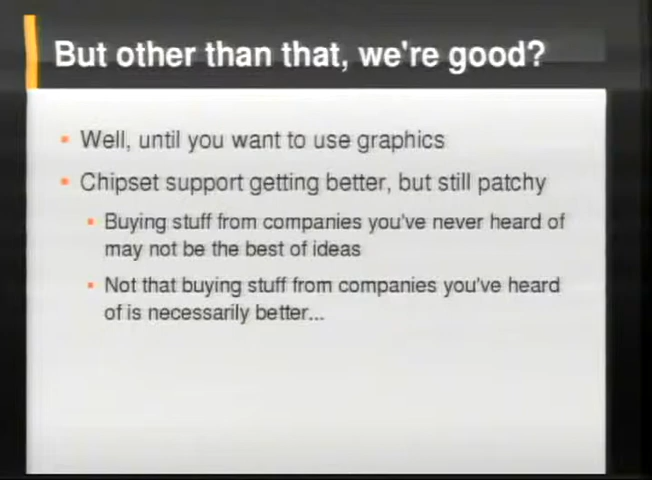 But other than that, we're good?
Well, until you want to use graphics
Chipset support getting better, but still patchy
Buying stuff from companies you've never heard of
may not be the best of ideas
Not that buying stuff from companies you've heard
of is necessarily better...